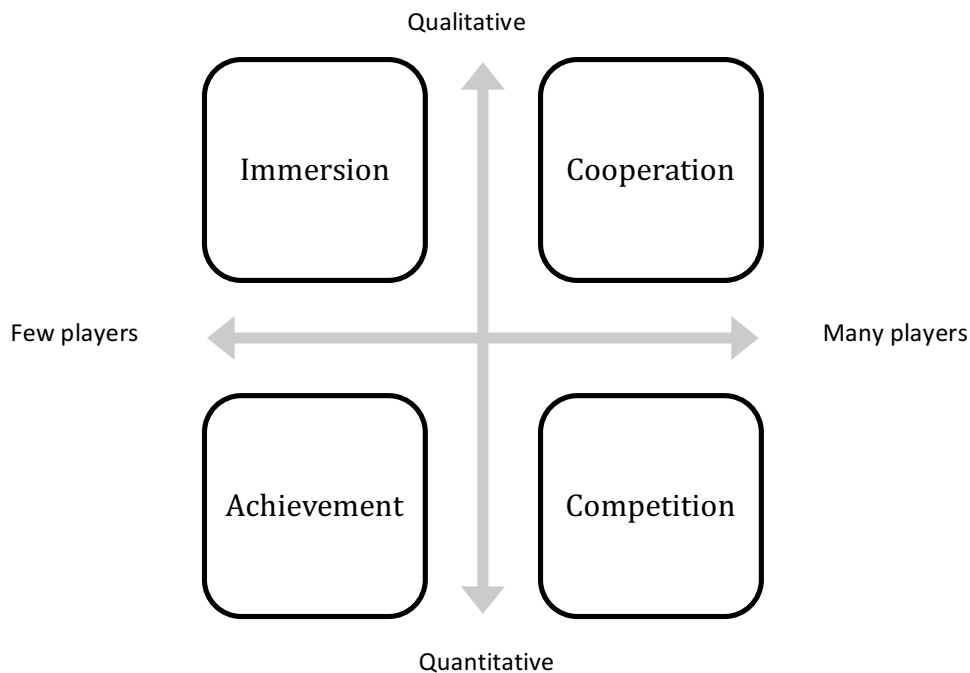 Qualitative
Immersion
Cooperation
Few players
Many players
Achievement
Competition
Quantitative